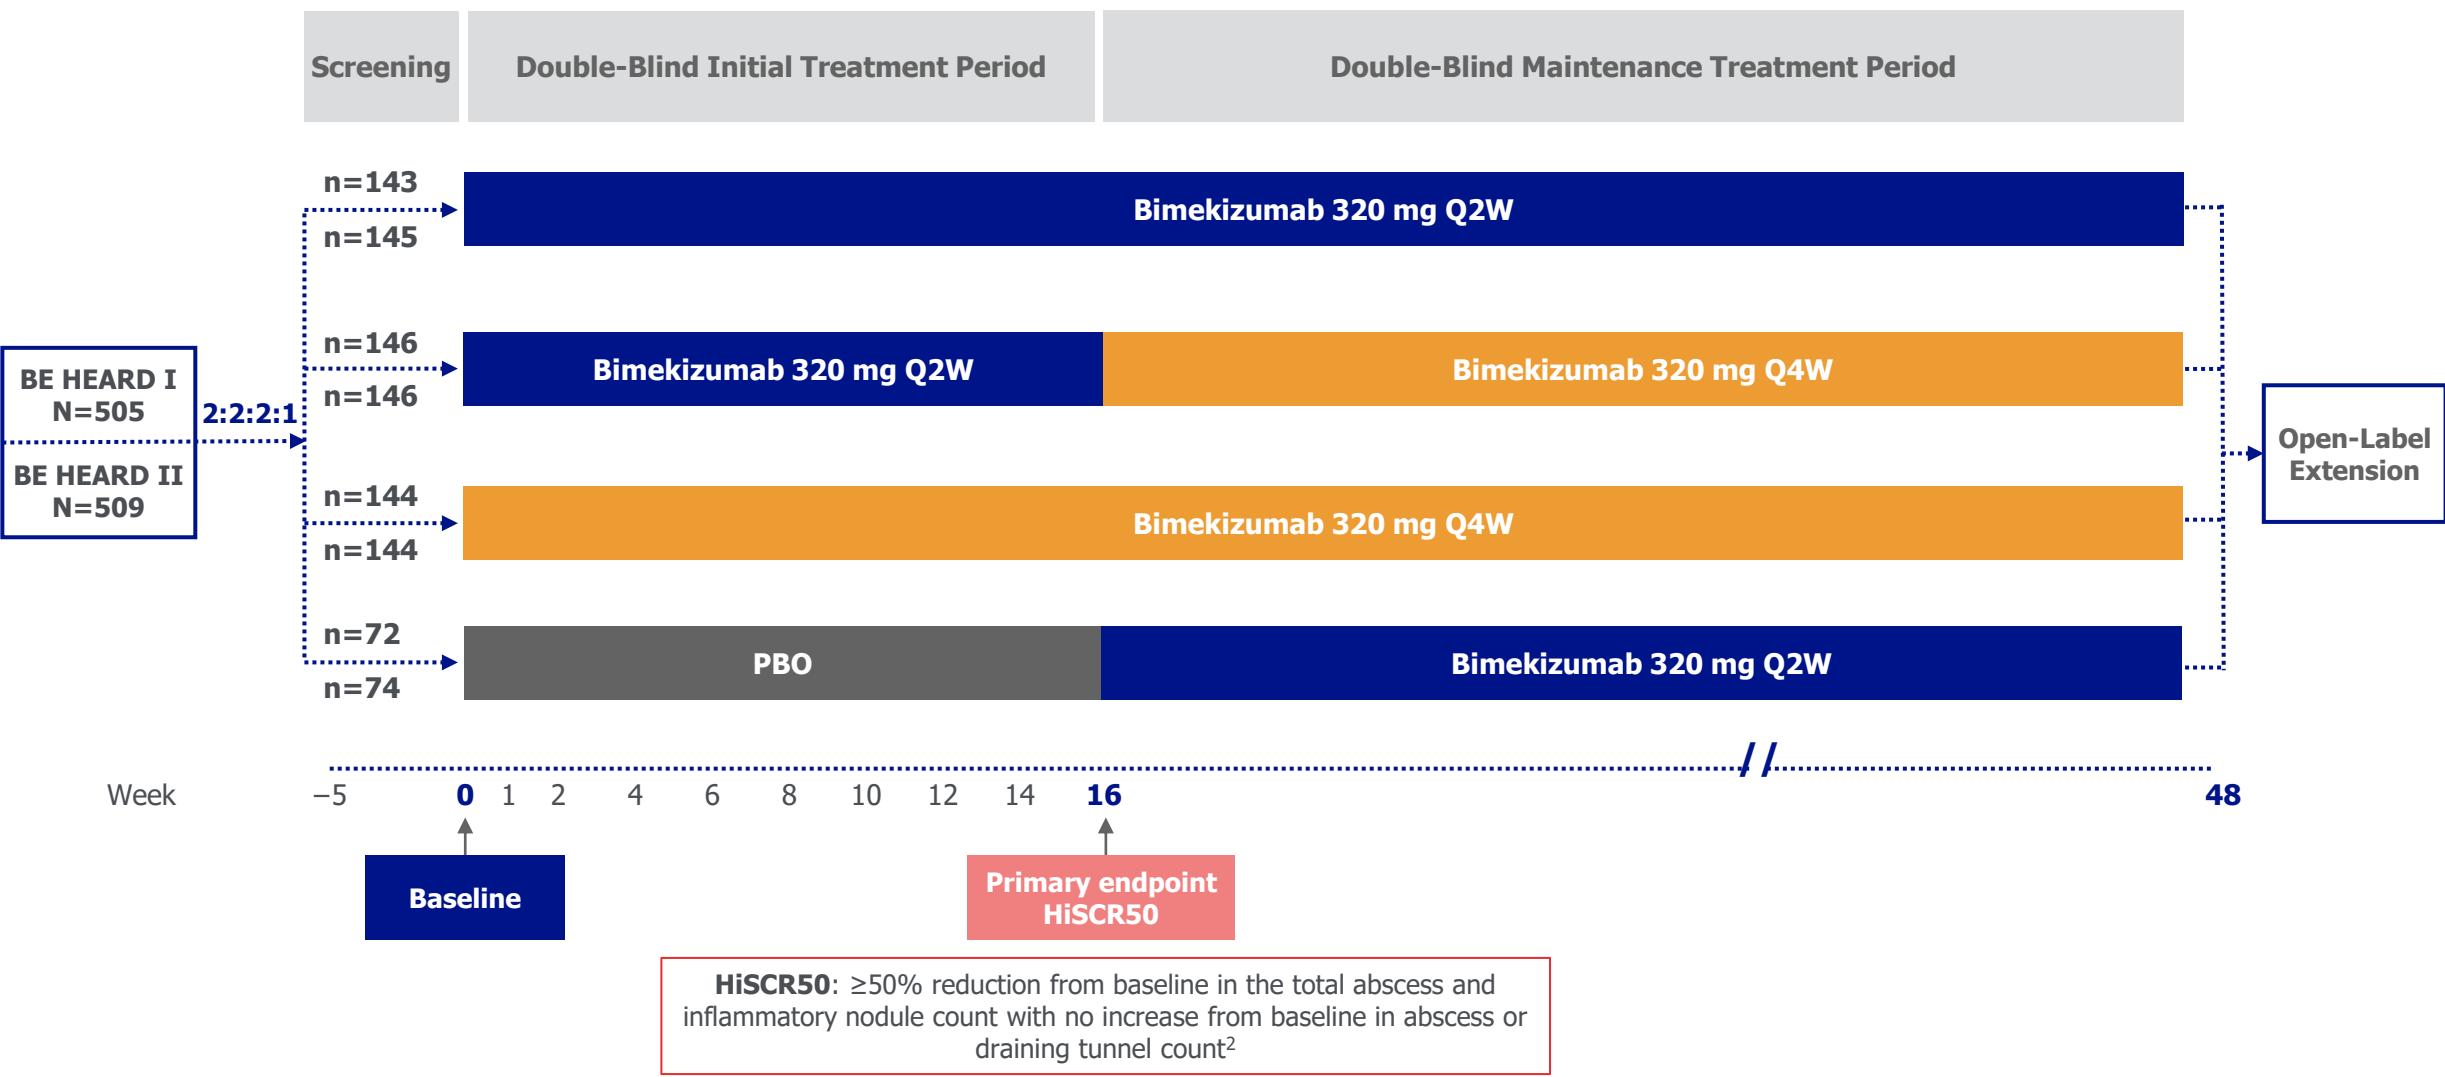 Screening
Double-Blind Initial Treatment Period
Double-Blind Maintenance Treatment Period
BE HEARD I
N=505
BE HEARD II
N=509
2:2:2:1
n=143
n=145
Bimekizumab 320 mg Q2W
n=146
n=146
Bimekizumab 320 mg Q2W
Bimekizumab 320 mg Q4W
n=144
n=144
Bimekizumab 320 mg Q4W
n=72
n=74
PBO
Bimekizumab 320 mg Q2W
Open-Label
Extension
//
Week −5 0 1 2 4 6 8 10 12 14 16 48
Baseline
Primary endpoint
HiSCR50
HiSCR50: ≥50% reduction from baseline in the total abscess and
inflammatory nodule count with no increase from baseline in abscess or
draining tunnel count²